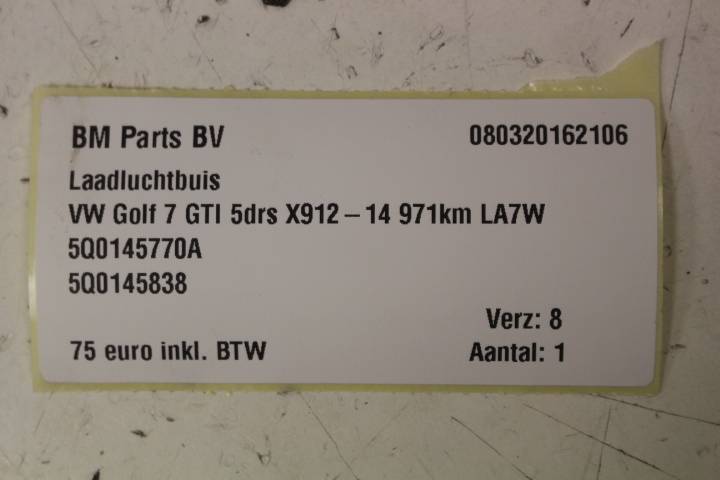 BM Parts BV 080320162106
Laadluchtbuis
VW Golf 7 GTI 5drs X912 – 14 971km LA7W
5Q0145770A
5Q0145838
Verz: 8
75 euro inkl. BTW Aantal: 1